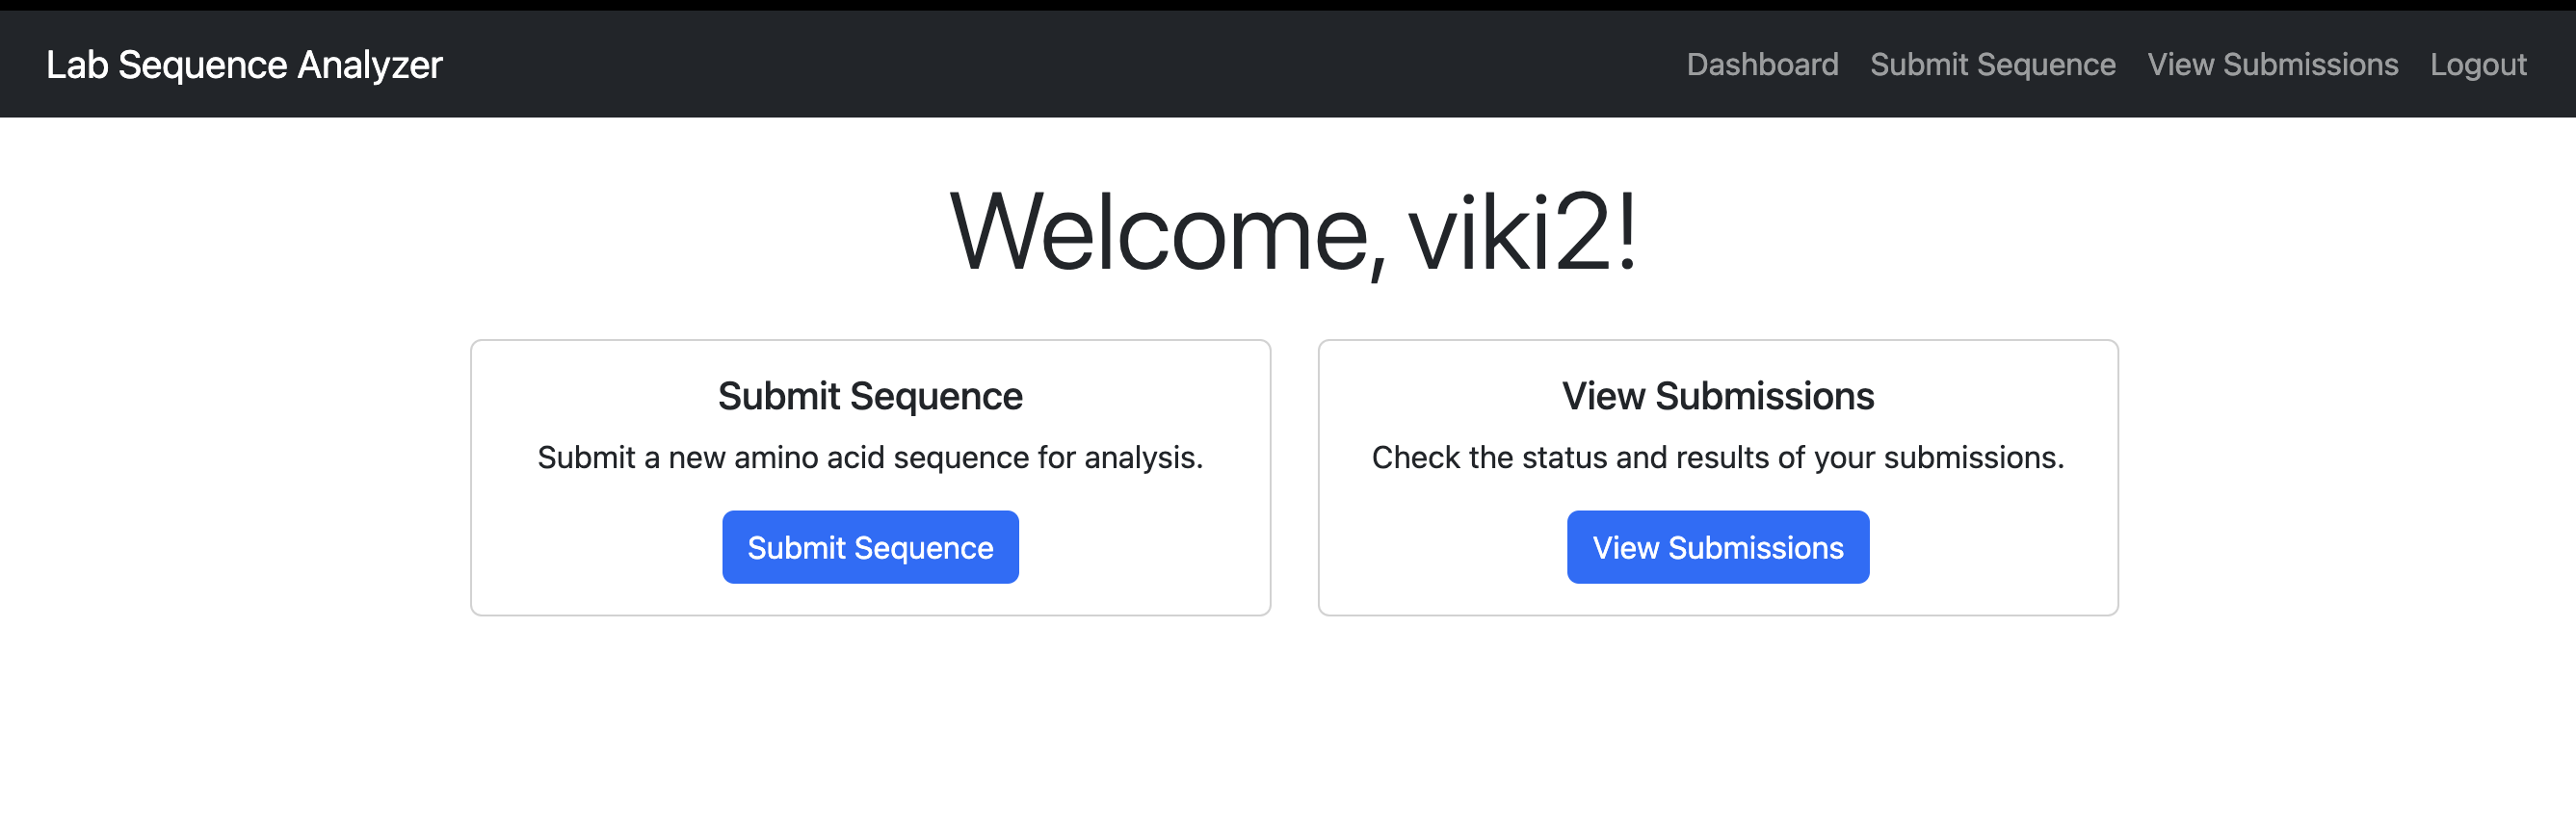 Lab Sequence Analyzer
Dashboard Submit Sequence View Submissions Logout
Welcome, viki2!
Submit Sequence
Submit a new amino acid sequence for analysis.
Submit Sequence
View Submissions
Check the status and results of your submissions.
View Submissions